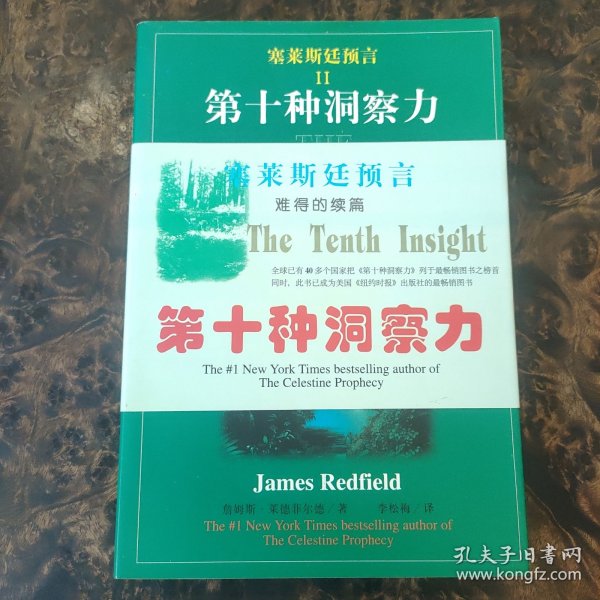 塞莱斯廷预言
II
第十种洞察力
THE
塞莱斯廷预言
难得的续篇
The Tenth Insight
全球已有40多个国家把《第十种洞察力》列于最畅销图书之榜首
同时，此书已成为美国《纽约时报》出版社的最畅销图书
第十种洞察力
The #1 New York Times bestselling author of
The Celestine Prophecy
James Redfield
詹姆斯·莱德非尔德／著 李松梅／译
The #1 New York Times bestselling author of
The Celestine Prophecy
孔夫子旧书网
www.kongfz.com